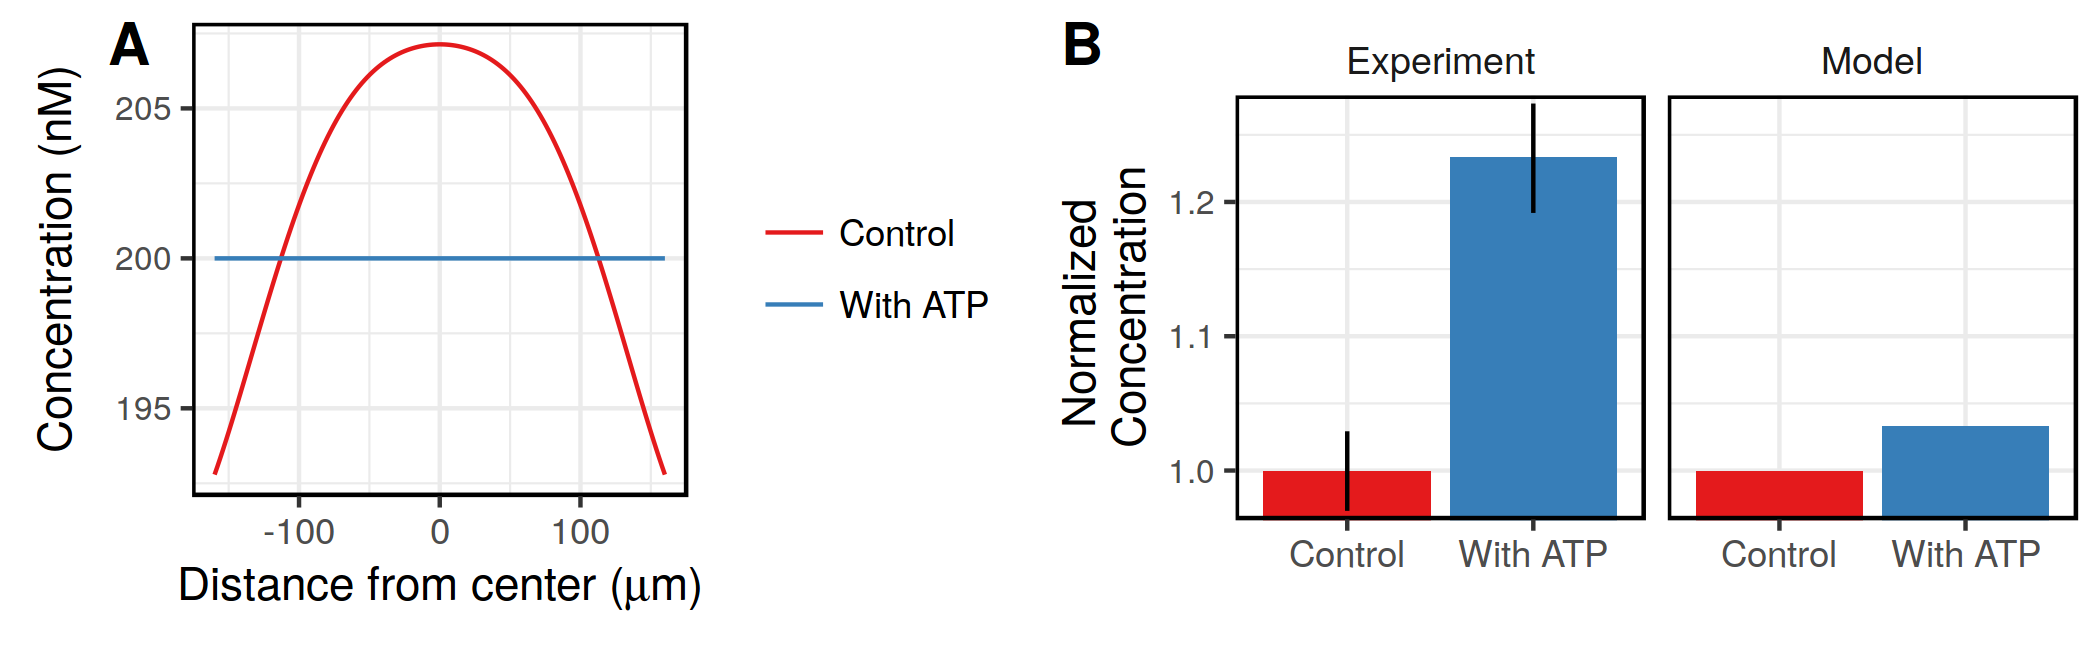 A
Concentration (nM)
205
200
195
-100 0 100
Distance from center (μm)
Control
With ATP
B
Experiment Model
Normalized
Concentration
1.2
1.1
1.0
Control With ATP Control With ATP